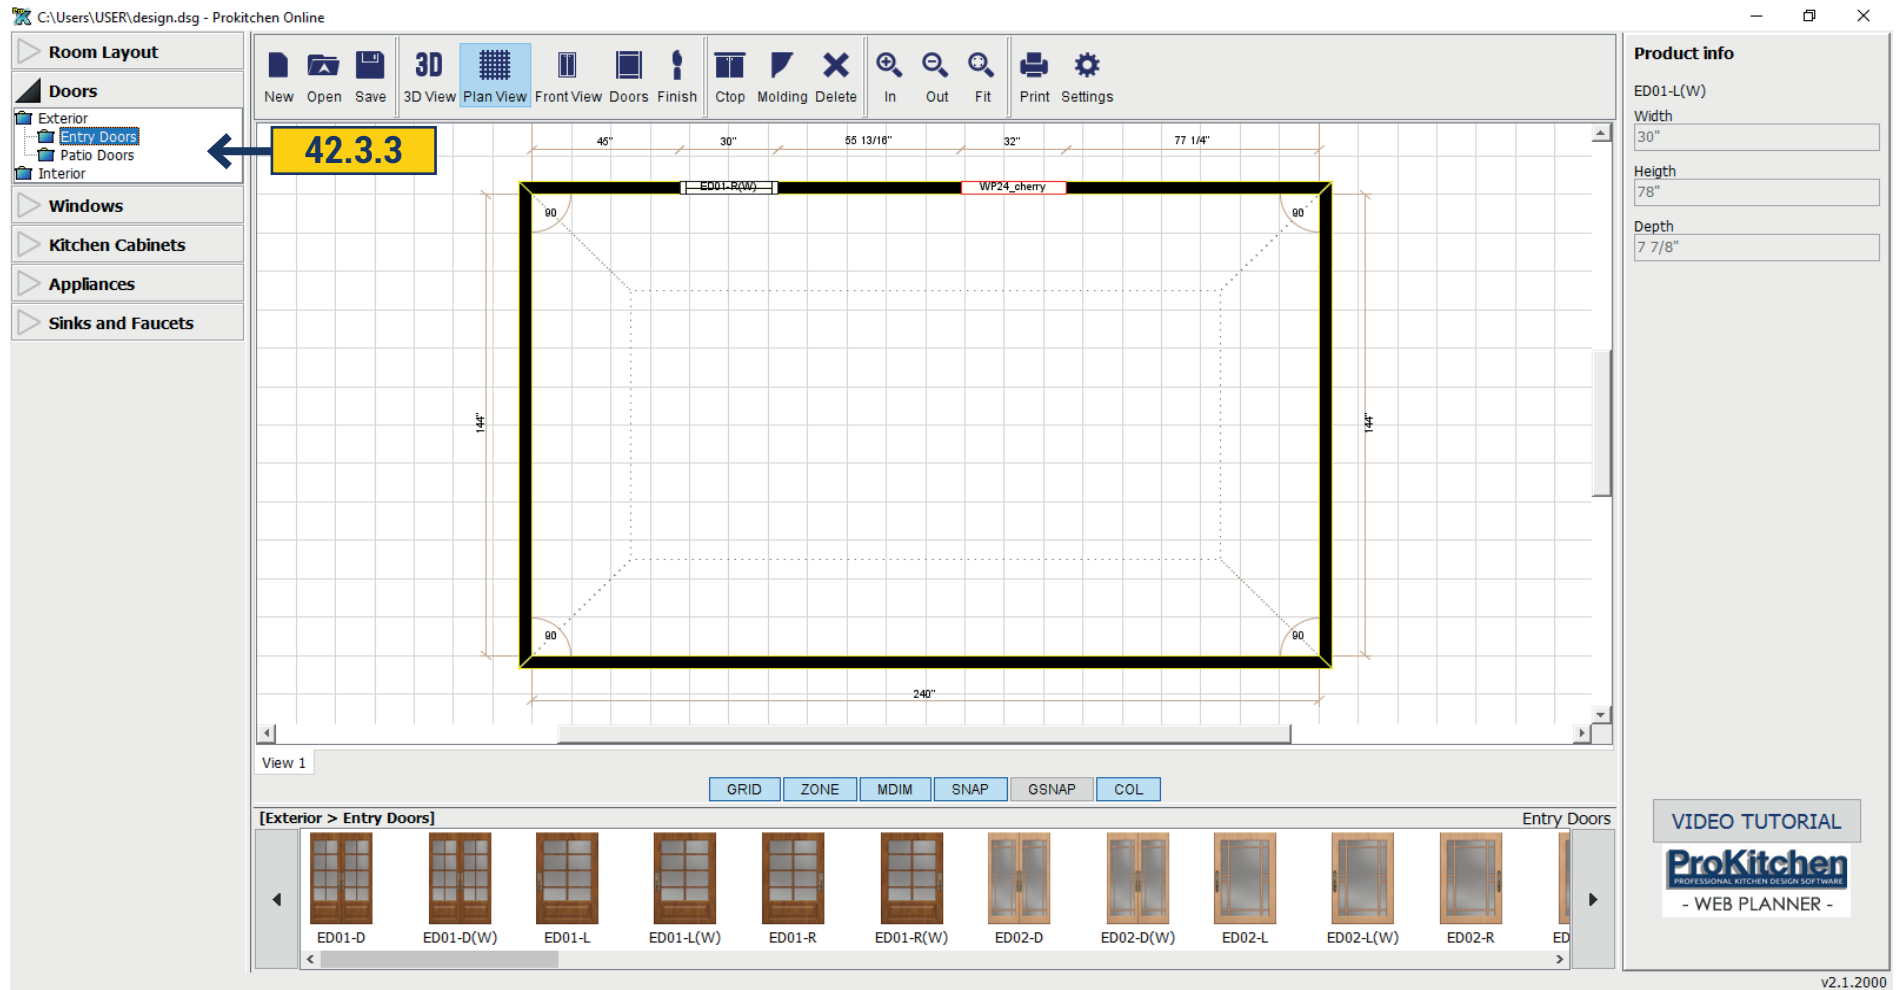 C:\Users\USER\design.dsg - Prokitchen Online
Room Layout
Doors
Exterior
Entry Doors
Patio Doors
Interior
Windows
Kitchen Cabinets
Appliances
Sinks and Faucets
42.3.3
3D
New Open Save 3D View Plan View Front View Doors Finish Ctop Molding Delete In Out Fit Print Settings
45" 30" 55 13/16" 32" 77 1/4"
ED01-R(W) WP24_cherry
90 90
144" 144"
90 90
240"
View 1
GRID ZONE MDIM SNAP GSNAP COL
[Exterior > Entry Doors] Entry Doors
ED01-D ED01-D(W) ED01-L ED01-L(W) ED01-R ED01-R(W) ED02-D ED02-D(W) ED02-L ED02-L(W) ED02-R ED
Product info
ED01-L(W)
Width
30"
Heigth
78"
Depth
7 7/8"
VIDEO TUTORIAL
ProKitchen
PROFESSIONAL KITCHEN DESIGN SOFTWARE
- WEB PLANNER -
v2.1.2000